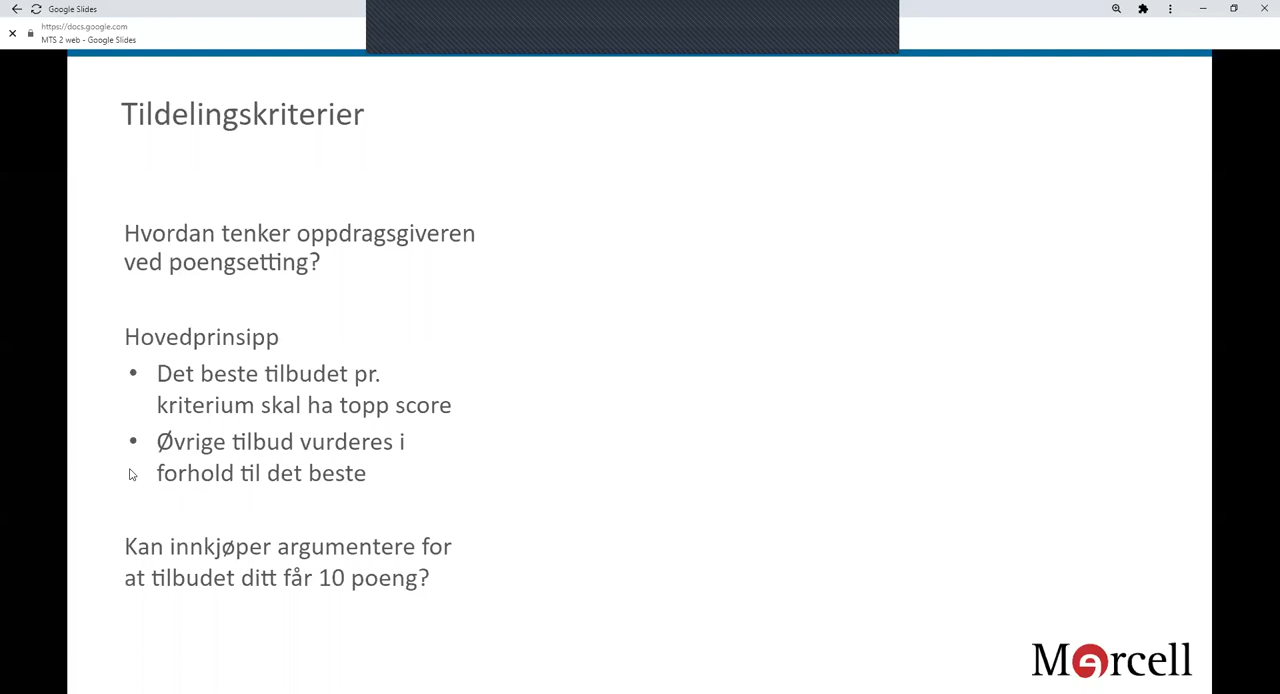 Google Slides
https://docs.google.com
MTS 2 web - Google Slides
Tildelingskriterier
Hvordan tenker oppdragsgiveren
ved poengsetting?
Hovedprinsipp
• Det beste tilbudet pr.
kriterium skal ha topp score
• Øvrige tilbud vurderes i
forhold til det beste
Kan innkjøper argumentere for
at tilbudet ditt får 10 poeng?
Mercell